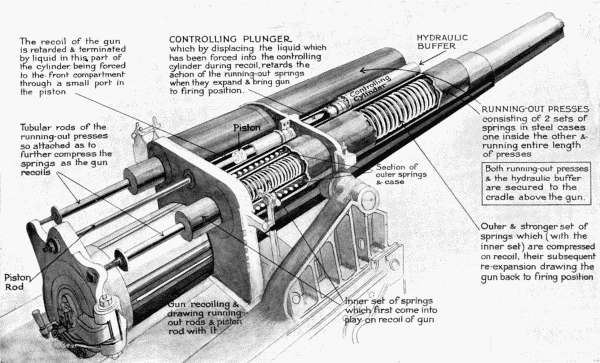 The recoil of the gun
is retarded & terminated
by liquid in this part of
the cylinder being forced
to the front compartment
through a small port in
the piston
CONTROLLING PLUNGER
which by displacing the liquid which
has been forced into the controlling
cylinder during recoil, retards the
action of the running-out springs
when they expand & bring gun
to firing position.
HYDRAULIC
BUFFER
Controlling
Cylinder
Piston
Tubular rods of the
running-out presses
so attached as to
further compress the
springs as the gun
recoils
RUNNING-OUT PRESSES
consisting of 2 sets of
springs in steel cases
one inside the other &
running entire length
of presses
Section of
outer springs
& case
Both running-out presses
& the hydraulic buffer
are secured to the
cradle above the gun.
Outer & stronger set of
springs which (with the
inner set) are compressed
on recoil, their subsequent
re-expansion drawing the
gun back to firing position
Piston
Rod
Gun recoiling &
drawing running-
out rods & piston
rod with it
Inner set of springs
which first come into
play on recoil of gun